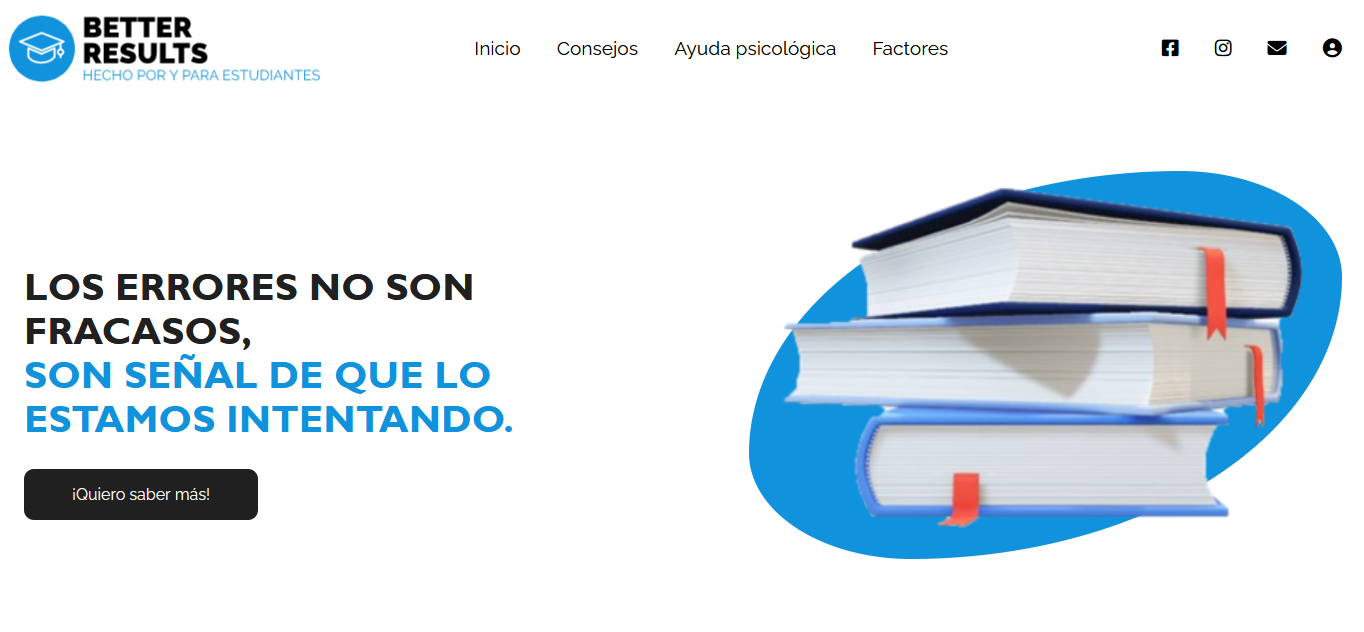 BETTER
RESULTS
HECHO POR Y PARA ESTUDIANTES
Inicio
Consejos
Ayuda psicológica
Factores
LOS ERRORES NO SON
FRACASOS,
SON SEÑAL DE QUE LO
ESTAMOS INTENTANDO.
¡Quiero saber más!